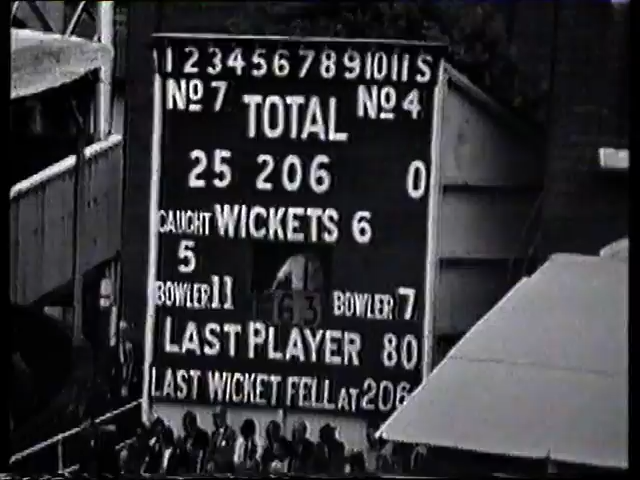 1 2 3 4 5 6 7 8 9 10 11 S
No 7 TOTAL No 4
25 206 0
CAUGHT WICKETS 6
5
63
BOWLER 11 BOWLER 7
LAST PLAYER 80
LAST WICKET FELL AT 206